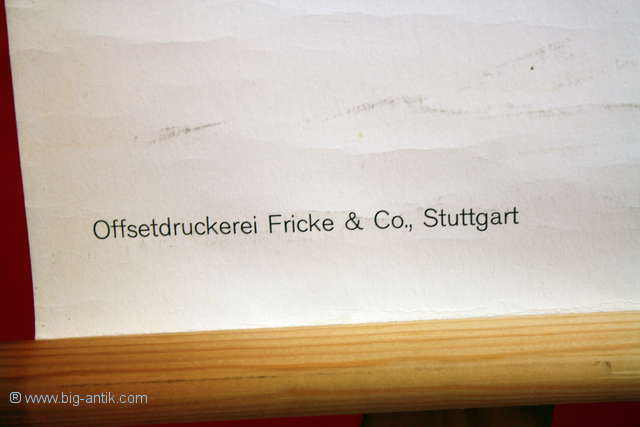 Offsetdruckerei Fricke & Co., Stuttgart
® www.big-antik.com